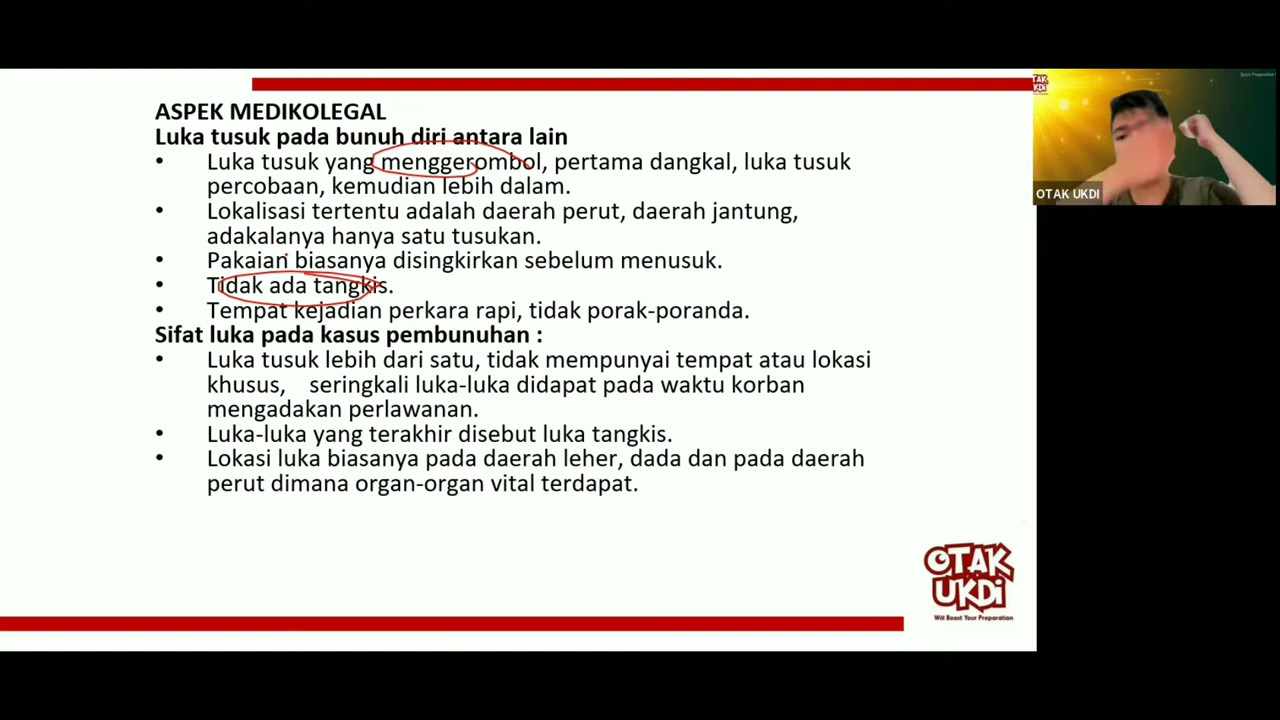 ASPEK MEDIKOLEGAL
Luka tusuk pada bunuh diri antara lain
• Luka tusuk yang menggerombol, pertama dangkal, luka tusuk
percobaan, kemudian lebih dalam.
• Lokalisasi tertentu adalah daerah perut, daerah jantung,
adakalanya hanya satu tusukan.
• Pakaian biasanya disingkirkan sebelum menusuk.
• Tidak ada tangkis.
• Tempat kejadian perkara rapi, tidak porak-poranda.
Sifat luka pada kasus pembunuhan :
• Luka tusuk lebih dari satu, tidak mempunyai tempat atau lokasi
khusus, seringkali luka-luka didapat pada waktu korban
mengadakan perlawanan.
• Luka-luka yang terakhir disebut luka tangkis.
• Lokasi luka biasanya pada daerah leher, dada dan pada daerah
perut dimana organ-organ vital terdapat.
OTAK
UKDI
Will Boost Your Preparation
OTAK UKDI